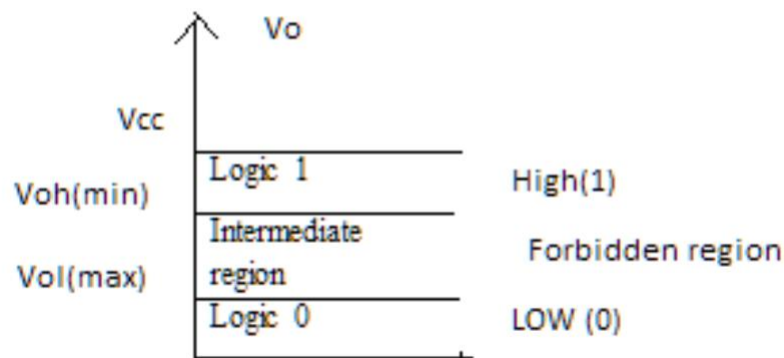 Vo
Vcc
Logic 1
High(1)
Voh(min)
Intermediate
region
Forbidden region
Vol(max)
Logic 0
LOW (0)